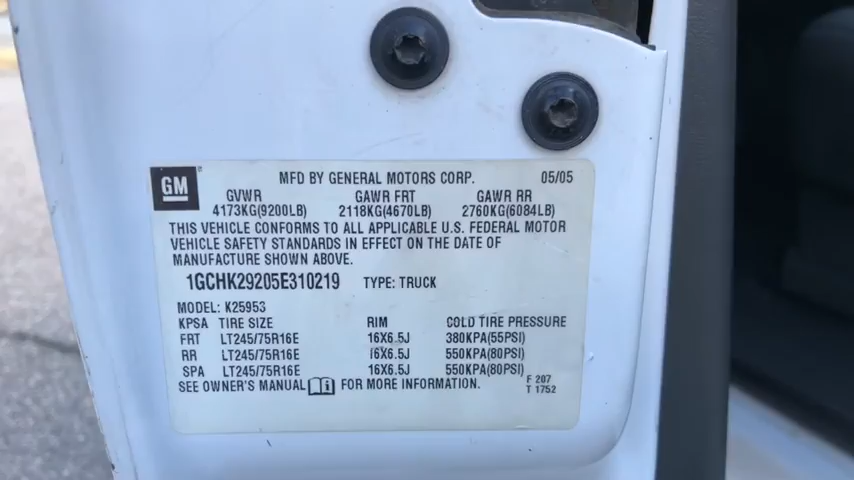 GM MFD BY GENERAL MOTORS CORP. 05/05
GVWR GAWR FRT GAWR RR
4173KG(9200LB) 2118KG(4670LB) 2760KG(6084LB)
THIS VEHICLE CONFORMS TO ALL APPLICABLE U.S. FEDERAL MOTOR
VEHICLE SAFETY STANDARDS IN EFFECT ON THE DATE OF
MANUFACTURE SHOWN ABOVE.
1GCHK29205E310219 TYPE: TRUCK
MODEL: K25953
KPSA TIRE SIZE RIM COLD TIRE PRESSURE
FRT LT245/75R16E 16X6.5J 380KPA(55PSI)
RR LT245/75R16E 16X6.5J 550KPA(80PSI)
SPA LT245/75R16E 16X6.5J 550KPA(80PSI)
SEE OWNER'S MANUAL FOR MORE INFORMATION. F 207
T 1752